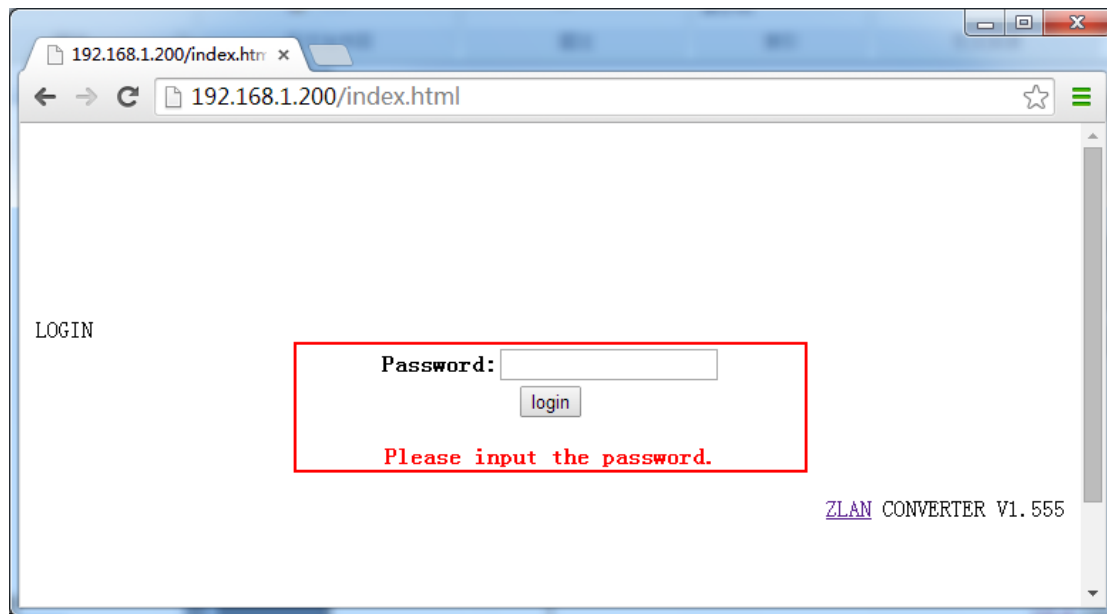 192.168.1.200/index.htm
192.168.1.200/index.html
LOGIN
Password:
login
Please input the password.
ZLAN CONVERTER V1.555